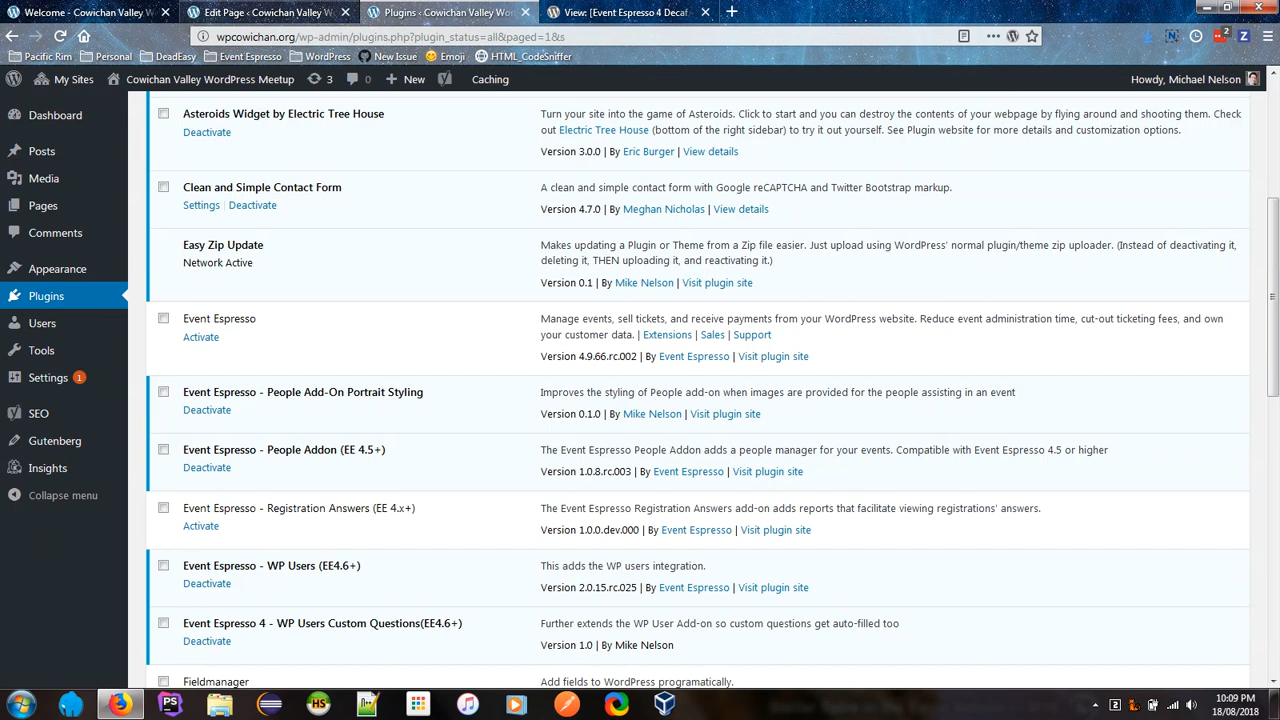 Welcome - Cowichan Valley W
Edit Page ‹ Cowichan Valley W
Plugins ‹ Cowichan Valley Wo
View: [Event Espresso 4 Decaf
wpcowichan.org/wp-admin/plugins.php?plugin_status=all&paged=1&s
2
Pacific Rim
Personal
DeadEasy
Event Espresso
WordPress
New Issue
Emoji
HTML_CodeSniffer
My Sites
Cowichan Valley WordPress Meetup
3
0
New
Caching
Howdy, Michael Nelson
Dashboard
Posts
Media
Pages
Comments
Appearance
Plugins
Users
Tools
Settings 1
SEO
Gutenberg
Insights
Collapse menu
Asteroids Widget by Electric Tree House
Deactivate
Turn your site into the game of Asteroids. Click to start and you can destroy the contents of your webpage by flying around and shooting them. Check
out Electric Tree House (bottom of the right sidebar) to try it out yourself. See Plugin website for more details and customization options.
Version 3.0.0 | By Eric Burger | View details
Clean and Simple Contact Form
Settings | Deactivate
A clean and simple contact form with Google reCAPTCHA and Twitter Bootstrap markup.
Version 4.7.0 | By Meghan Nicholas | View details
Easy Zip Update
Network Active
Makes updating a Plugin or Theme from a Zip file easier. Just upload using WordPress' normal plugin/theme zip uploader. (Instead of deactivating it,
deleting it, THEN uploading it, and reactivating it.)
Version 0.1 | By Mike Nelson | Visit plugin site
Event Espresso
Activate
Manage events, sell tickets, and receive payments from your WordPress website. Reduce event administration time, cut-out ticketing fees, and own
your customer data. | Extensions | Sales | Support
Version 4.9.66.rc.002 | By Event Espresso | Visit plugin site
Event Espresso - People Add-On Portrait Styling
Deactivate
Improves the styling of People add-on when images are provided for the people assisting in an event
Version 0.1.0 | By Mike Nelson | Visit plugin site
Event Espresso - People Addon (EE 4.5+)
Deactivate
The Event Espresso People Addon adds a people manager for your events. Compatible with Event Espresso 4.5 or higher
Version 1.0.8.rc.003 | By Event Espresso | Visit plugin site
Event Espresso - Registration Answers (EE 4.x+)
Activate
The Event Espresso Registration Answers add-on adds reports that facilitate viewing registrations' answers.
Version 1.0.0.dev.000 | By Event Espresso | Visit plugin site
Event Espresso - WP Users (EE4.6+)
Deactivate
This adds the WP users integration.
Version 2.0.15.rc.025 | By Event Espresso | Visit plugin site
Event Espresso 4 - WP Users Custom Questions(EE4.6+)
Deactivate
Further extends the WP User Add-on so custom questions get auto-filled too
Version 1.0 | By Mike Nelson
Fieldmanager
Add fields to WordPress programatically.
PS
HS
10:09 PM
18/08/2018